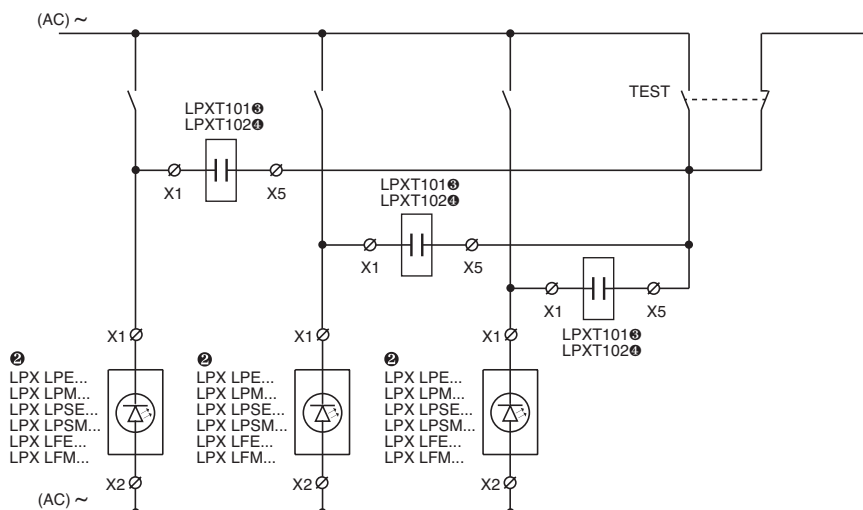 (AC) ~
TEST
LPXT101❸
LPXT102❹
X1 X5
LPXT101❸
LPXT102❹
X1 X5
X1 X5
LPXT101❸
LPXT102❹
X1 X1 X1
❷ ❷ ❷
LPX LPE... LPX LPE... LPX LPE...
LPX LPM... LPX LPM... LPX LPM...
LPX LPSE... LPX LPSE... LPX LPSE...
LPX LPSM... LPX LPSM... LPX LPSM...
LPX LFE... LPX LFE... LPX LFE...
LPX LFM... LPX LFM... LPX LFM...
X2 X2 X2
(AC) ~